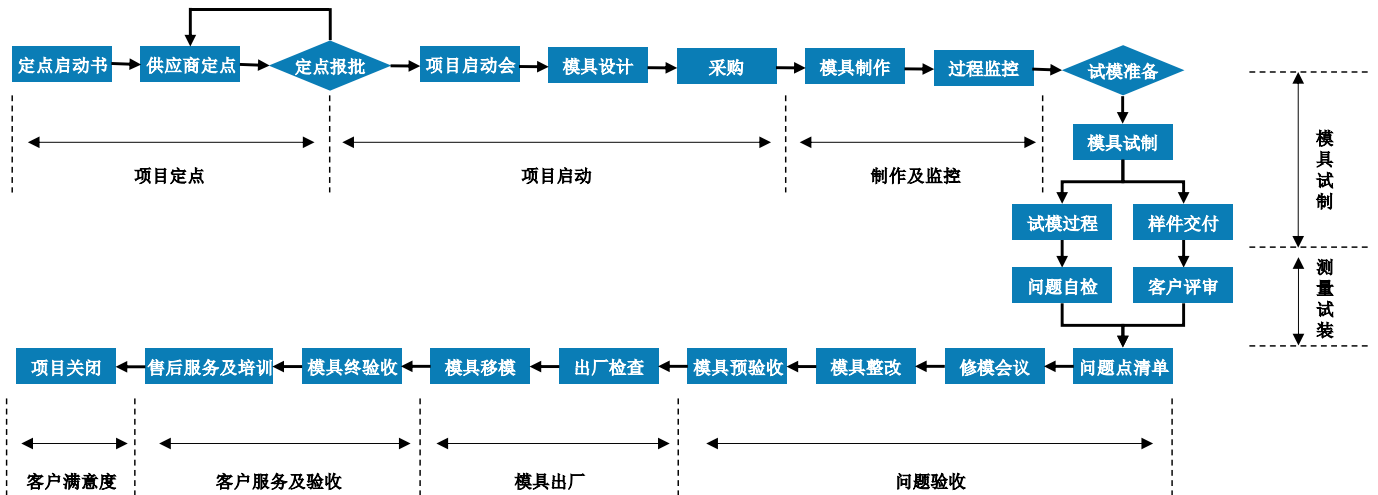 定点启动书
供应商定点
定点报批
项目启动会
模具设计
采购
模具制作
过程监控
试模准备
项目定点
项目启动
制作及监控
模具试制
模具试制
试模过程
样件交付
问题自检
客户评审
测量试装
项目关闭
售后服务及培训
模具终验收
模具移模
出厂检查
模具预验收
模具整改
修模会议
问题点清单
客户满意度
客户服务及验收
模具出厂
问题验收